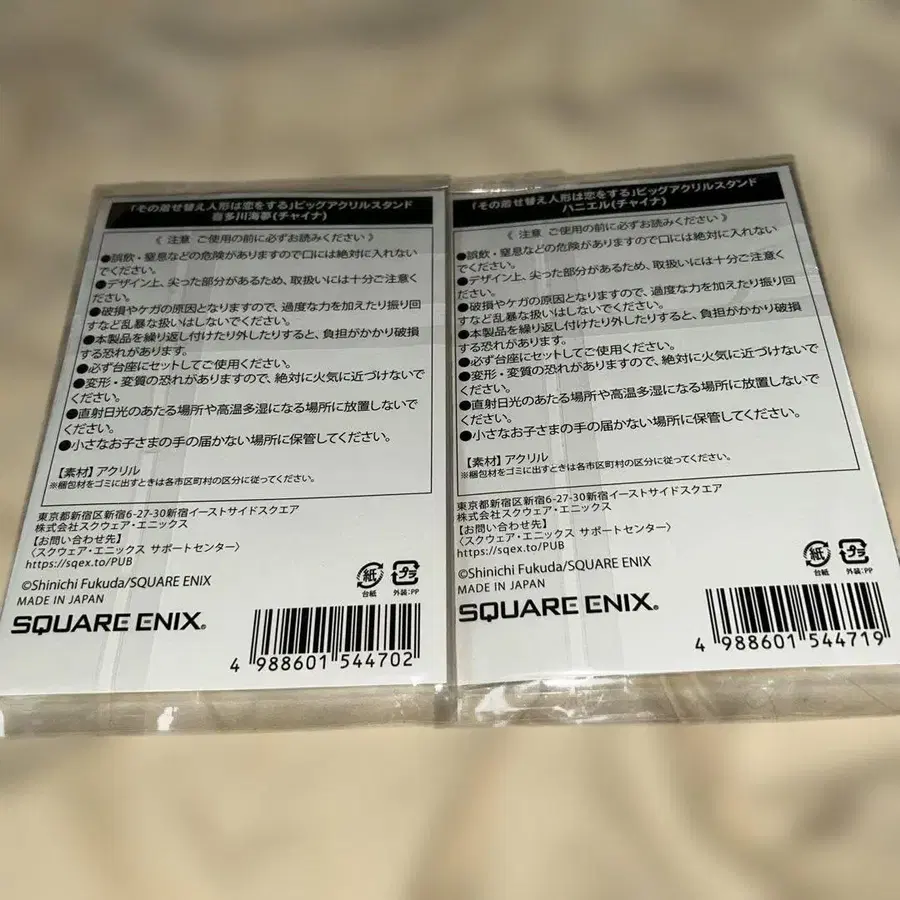 「その着せ替え人形は恋をする」ビッグアクリルスタンド
喜多川海夢(チャイナ)
《 注意 ご使用の前に必ずお読みください 》
●誤飲・窒息などの危険がありますので口には絶対に入れない
でください。
●デザイン上、尖った部分があるため、取扱いには十分ご注意く
ださい。
●破損やケガの原因となりますので、過度な力を加えたり振り回
すなど乱暴な扱いはしないでください。
●本製品を繰り返し付けたり外したりすると、負担がかかり破損
する恐れがあります。
●必ず台座にセットしてご使用ください。
●変形・変質の恐れがありますので、絶対に火気に近づけないで
ください。
●直射日光のあたる場所や高温多湿になる場所に放置しないで
ください。
●小さなお子さまの手の届かない場所に保管してください。
【素材】アクリル
※梱包材をゴミに出すときは各市区町村の区分に従ってください。
東京都新宿区新宿6-27-30新宿イーストサイドスクエア
株式会社スクウェア・エニックス
【お問い合わせ先】
〈スクウェア・エニックス サポートセンター〉
https://sqex.to/PUB
©Shinichi Fukuda/SQUARE ENIX
MADE IN JAPAN
紙
台紙
プラ
外装:PP
SQUARE ENIX®
4 988601 544702
「その着せ替え人形は恋をする」ビッグアクリルスタンド
ハニエル(チャイナ)
《 注意 ご使用の前に必ずお読みください 》
●誤飲・窒息などの危険がありますので口には絶対に入れない
でください。
●デザイン上、尖った部分があるため、取扱いには十分ご注意く
ださい。
●破損やケガの原因となりますので、過度な力を加えたり振り回
すなど乱暴な扱いはしないでください。
●本製品を繰り返し付けたり外したりすると、負担がかかり破損
する恐れがあります。
●必ず台座にセットしてご使用ください。
●変形・変質の恐れがありますので、絶対に火気に近づけないで
ください。
●直射日光のあたる場所や高温多湿になる場所に放置しないで
ください。
●小さなお子さまの手の届かない場所に保管してください。
【素材】アクリル
※梱包材をゴミに出すときは各市区町村の区分に従ってください。
東京都新宿区新宿6-27-30新宿イーストサイドスクエア
株式会社スクウェア・エニックス
【お問い合わせ先】
〈スクウェア・エニックス サポートセンター〉
https://sqex.to/PUB
©Shinichi Fukuda/SQUARE ENIX
MADE IN JAPAN
紙
台紙
プラ
外装:PP
SQUARE ENIX®
4 988601 544719